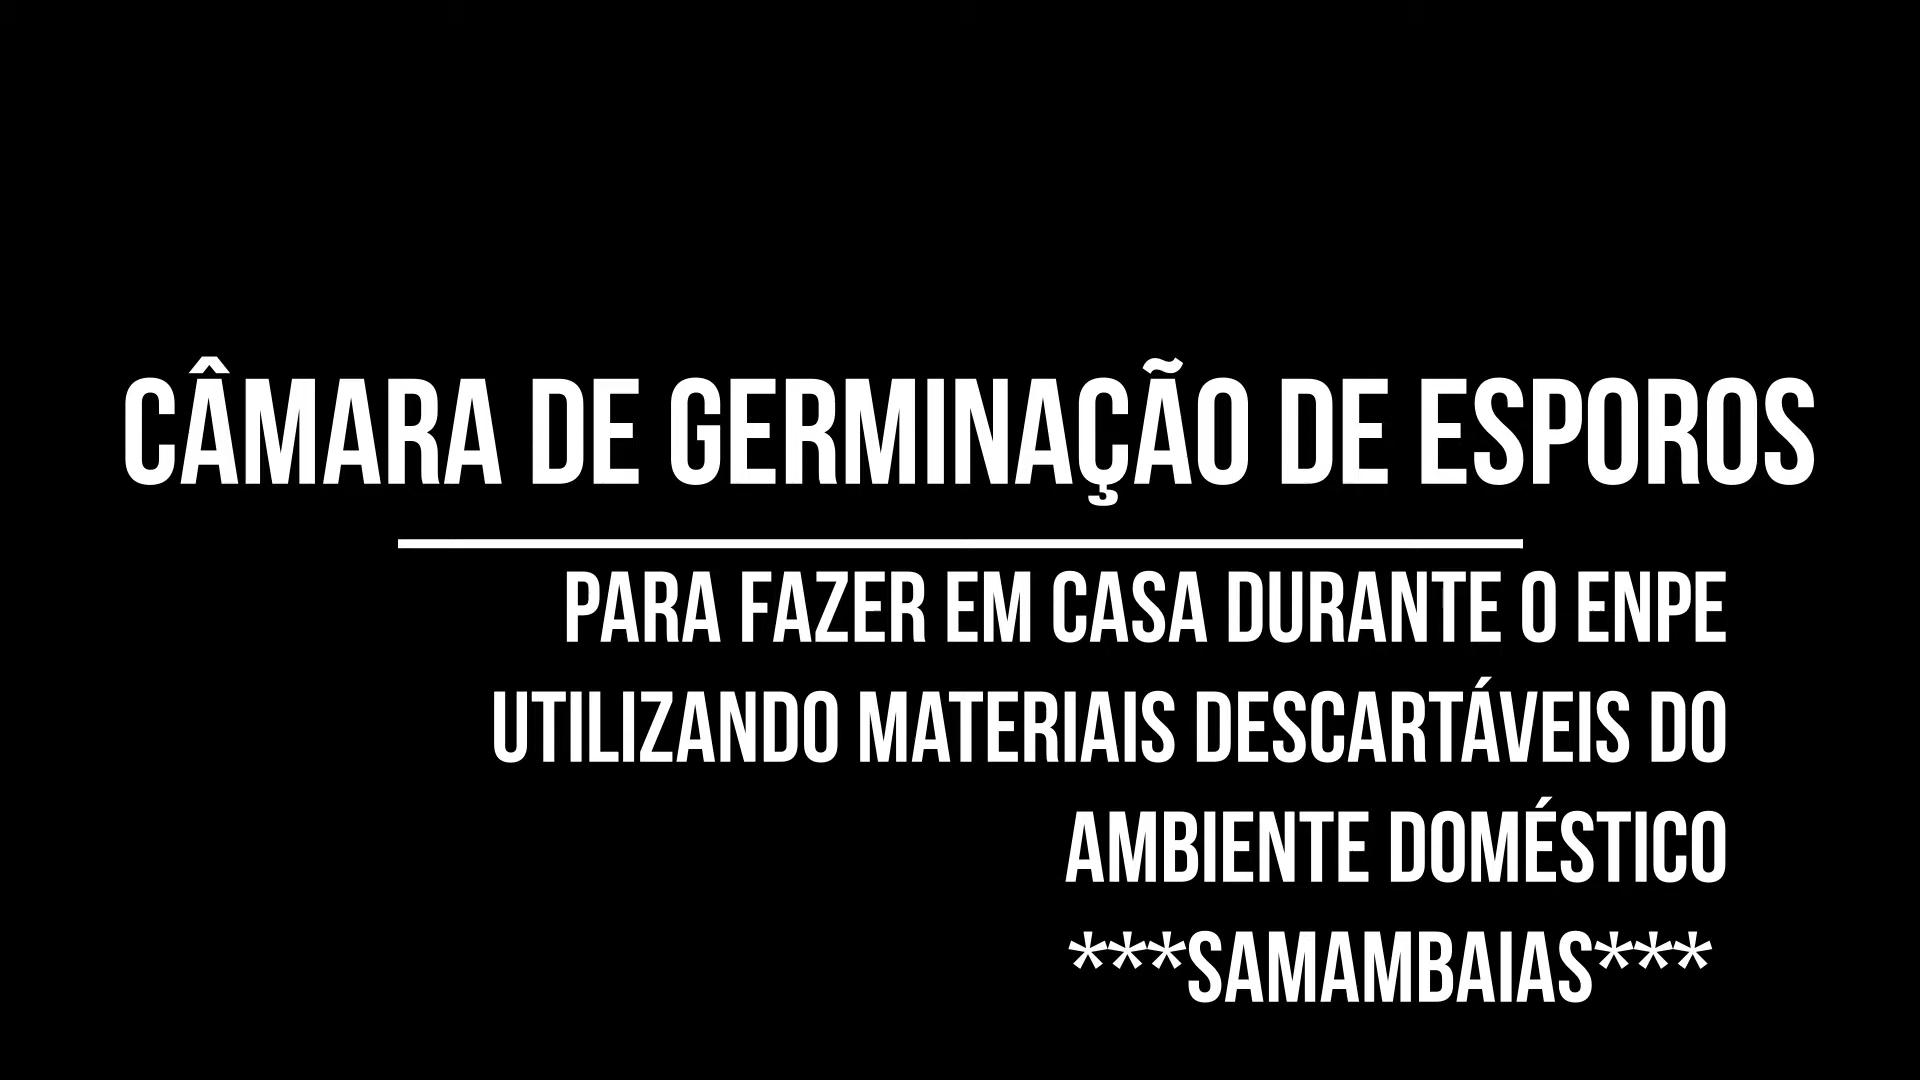 CÂMARA DE GERMINAÇÃO DE ESPOROS
PARA FAZER EM CASA DURANTE O ENPE
UTILIZANDO MATERIAIS DESCARTÁVEIS DO
AMBIENTE DOMÉSTICO
***SAMAMBAIAS***